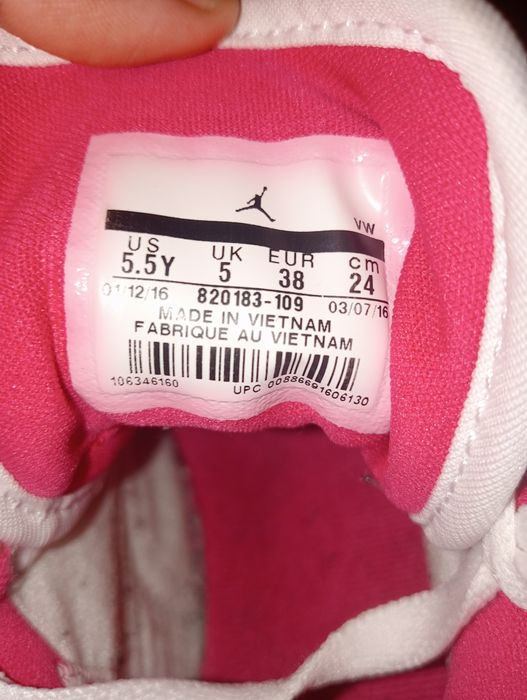 VW
US UK EUR cm
5.5Y 5 38 24
01/12/16 820183-109 03/07/16
MADE IN VIETNAM
FABRIQUE AU VIETNAM
106346160 UPC 00886691606130